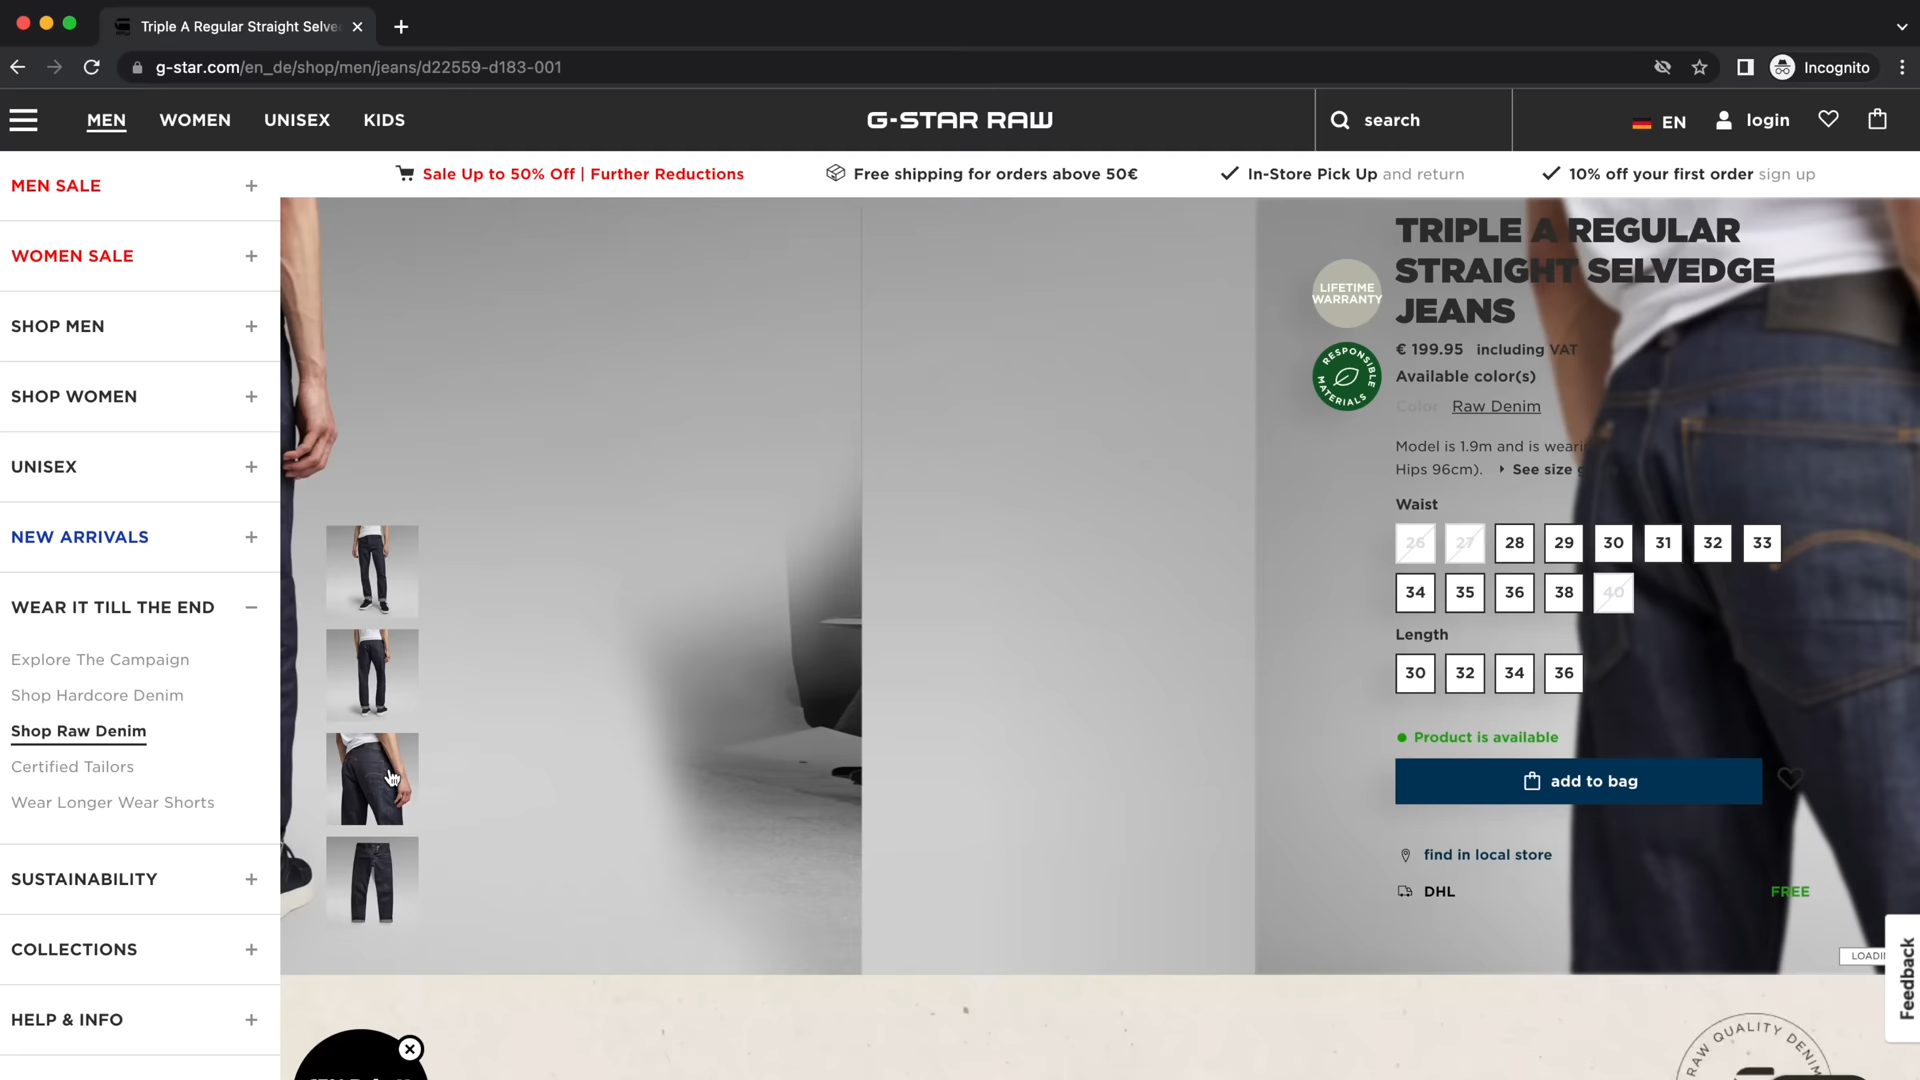 Triple A Regular Straight Selve
g-star.com/en_de/shop/men/jeans/d22559-d183-001
Incognito
MEN
WOMEN
UNISEX
KIDS
G-STAR RAW
search
EN
login
Sale Up to 50% Off | Further Reductions
Free shipping for orders above 50€
In-Store Pick Up and return
10% off your first order sign up
MEN SALE
WOMEN SALE
SHOP MEN
SHOP WOMEN
UNISEX
NEW ARRIVALS
WEAR IT TILL THE END
Explore The Campaign
Shop Hardcore Denim
Shop Raw Denim
Certified Tailors
Wear Longer Wear Shorts
SUSTAINABILITY
COLLECTIONS
HELP & INFO
LIFETIME
WARRANTY
RESPONSIBLE
MATERIALS
TRIPLE A REGULAR
STRAIGHT SELVEDGE
JEANS
€ 199.95 including VAT
Available color(s)
Color Raw Denim
Model is 1.9m and is weari
Hips 96cm). See size g
Waist
26 27 28 29 30 31 32 33
34 35 36 38 40
Length
30 32 34 36
Product is available
add to bag
find in local store
DHL FREE
LOADI
Feedback
RAW QUALITY DENIM